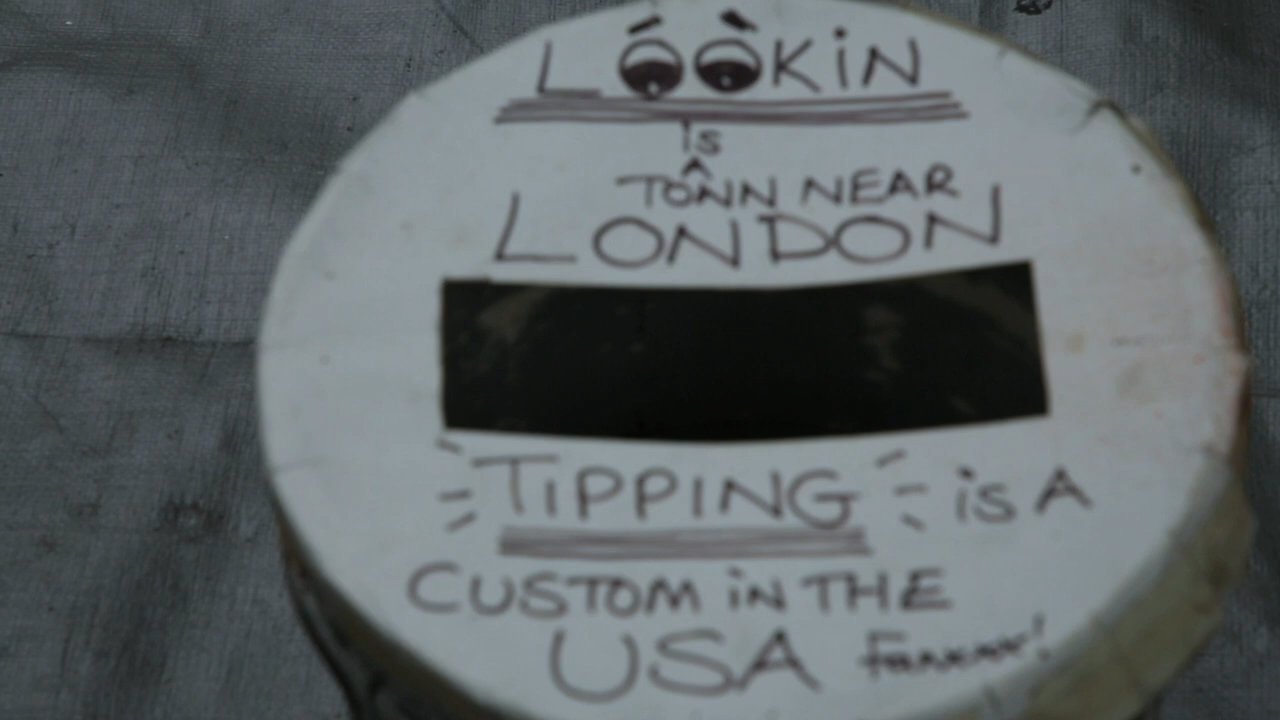 LOOKIN
is
TOWN NEAR
LONDON
TIPPING is A
CUSTOM iN THE
USA